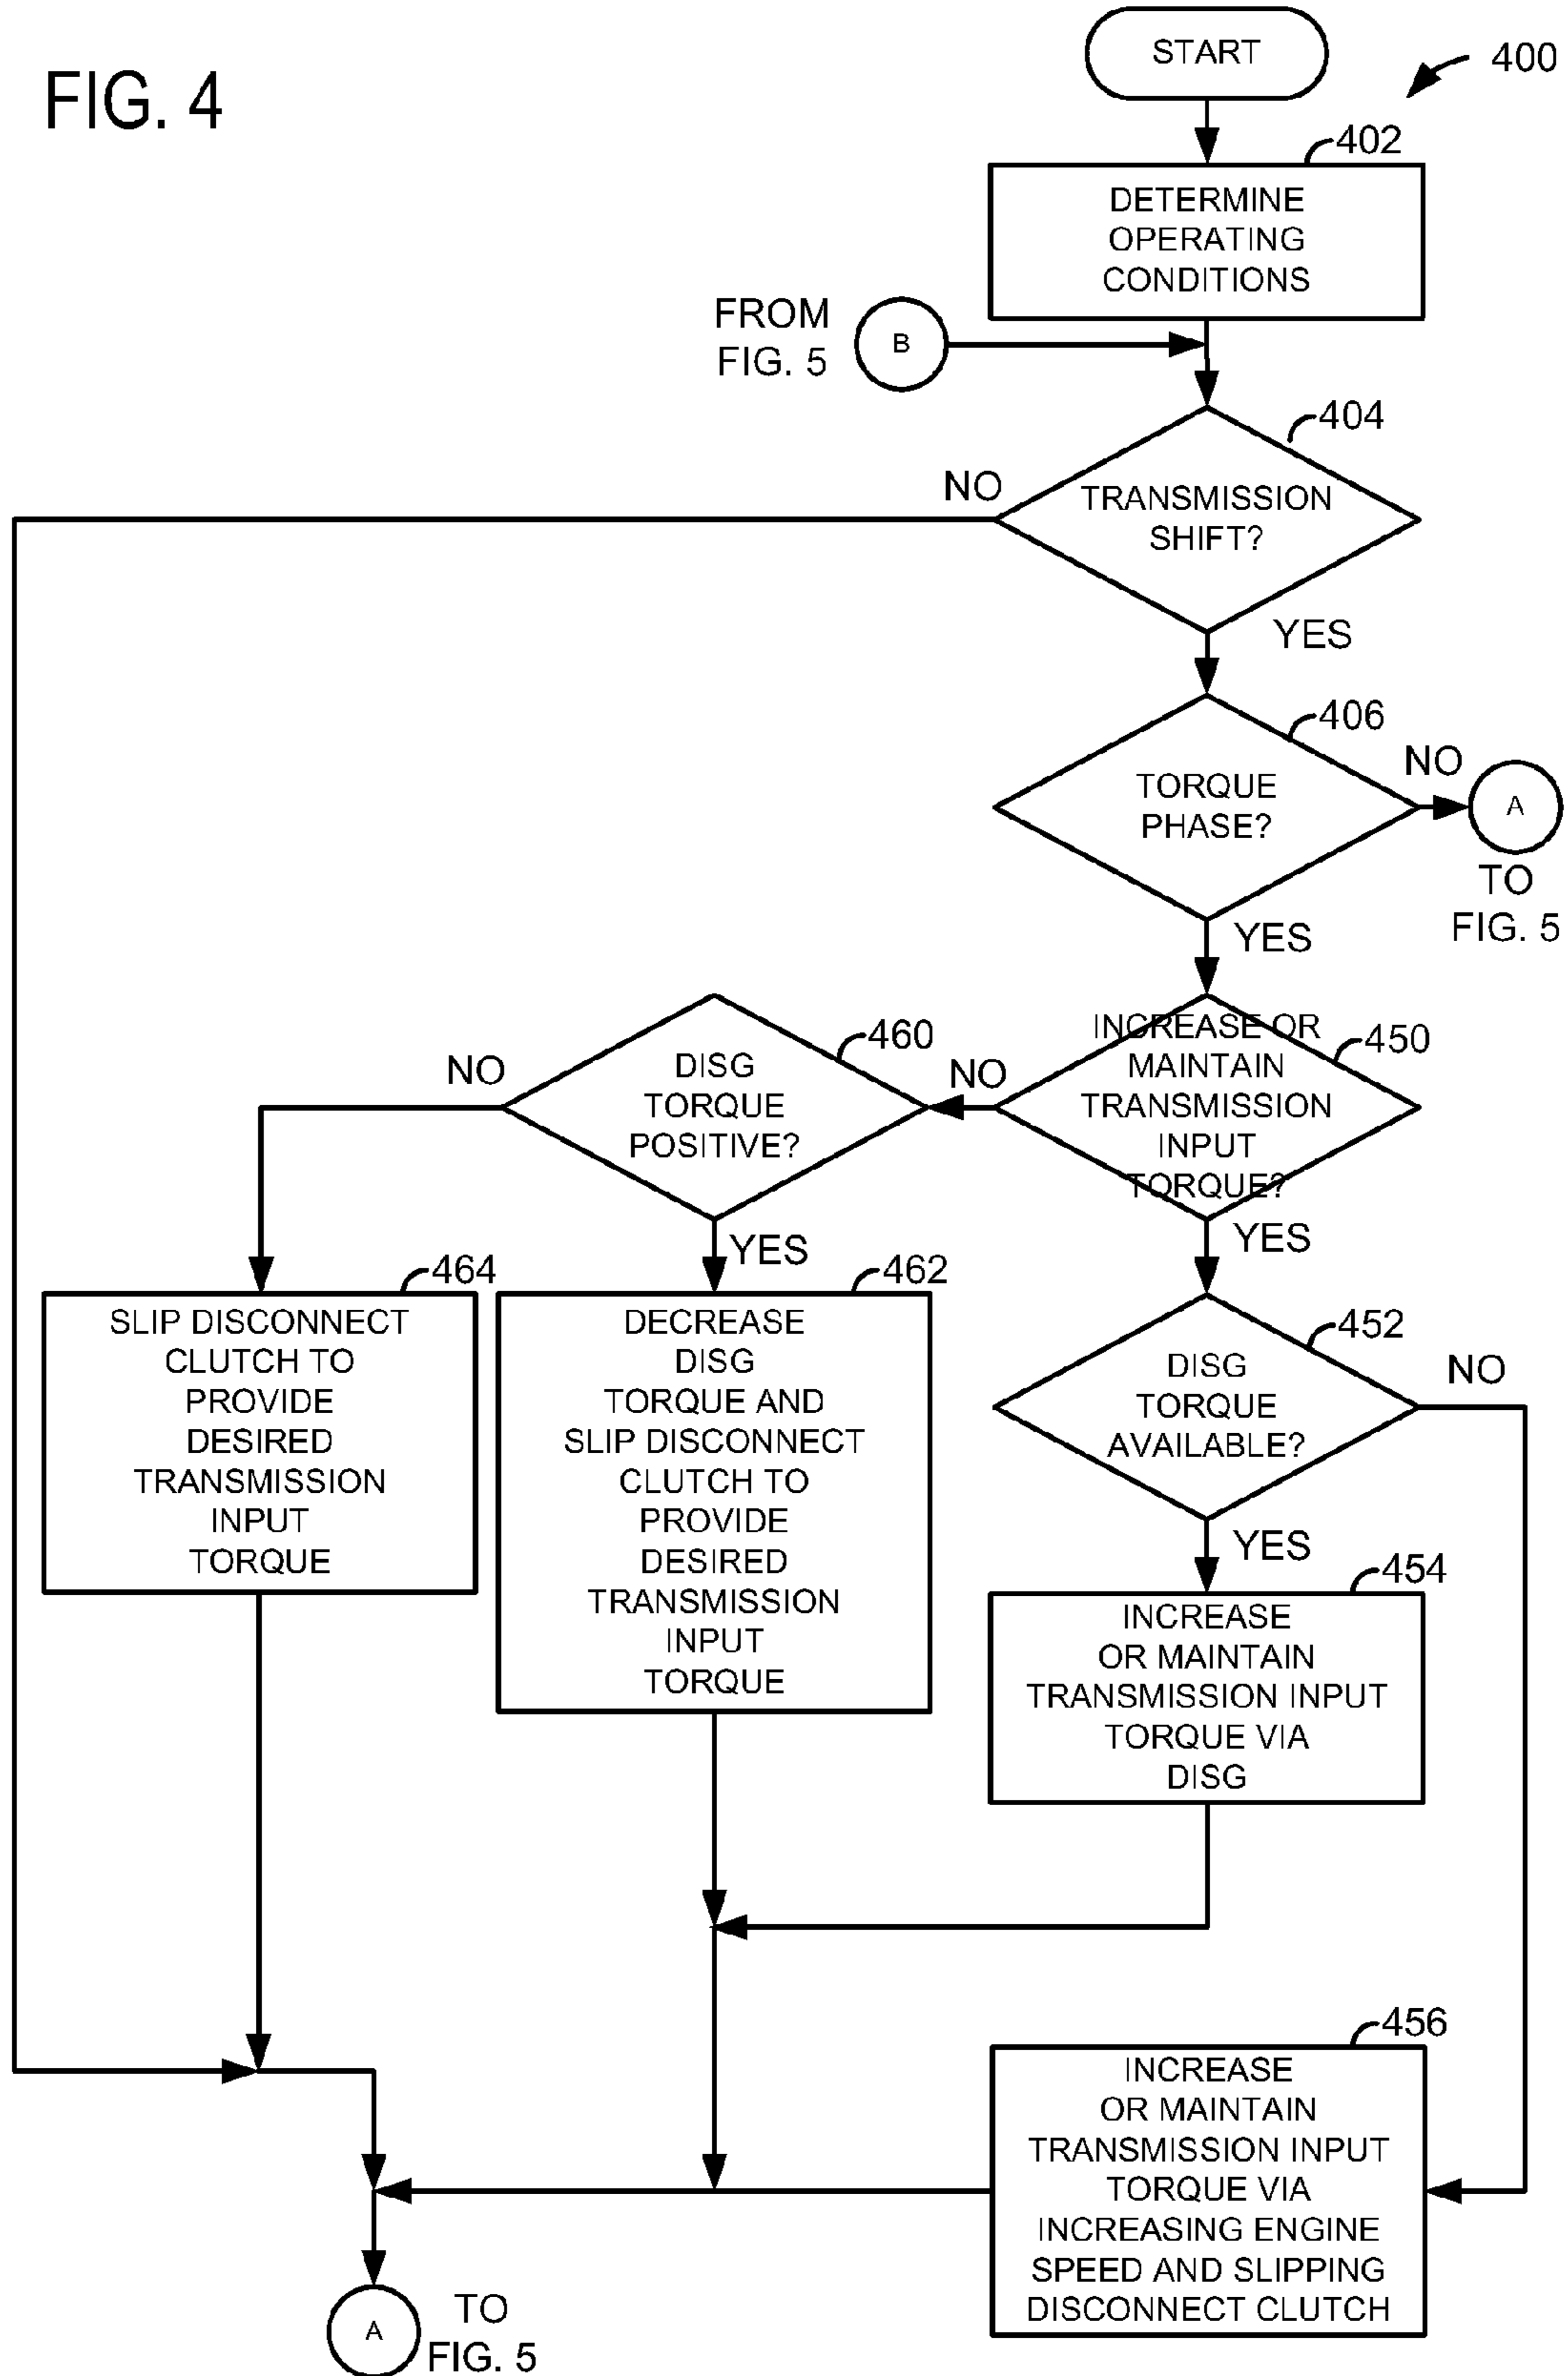 FIG. 4
START
400
402
DETERMINE
OPERATING
CONDITIONS
FROM
FIG. 5
B
404
NO
TRANSMISSION
SHIFT?
YES
406
NO
TORQUE
PHASE?
A
TO
FIG. 5
YES
460
NO
DISG
TORQUE
POSITIVE?
NO
450
INCREASE OR
MAINTAIN
TRANSMISSION
INPUT
TORQUE?
YES
YES
464
SLIP DISCONNECT
CLUTCH TO
PROVIDE
DESIRED
TRANSMISSION
INPUT
TORQUE
462
DECREASE
DISG
TORQUE AND
SLIP DISCONNECT
CLUTCH TO
PROVIDE
DESIRED
TRANSMISSION
INPUT
TORQUE
452
NO
DISG
TORQUE
AVAILABLE?
YES
454
INCREASE
OR MAINTAIN
TRANSMISSION INPUT
TORQUE VIA
DISG
456
INCREASE
OR MAINTAIN
TRANSMISSION INPUT
TORQUE VIA
INCREASING ENGINE
SPEED AND SLIPPING
DISCONNECT CLUTCH
A
TO
FIG. 5